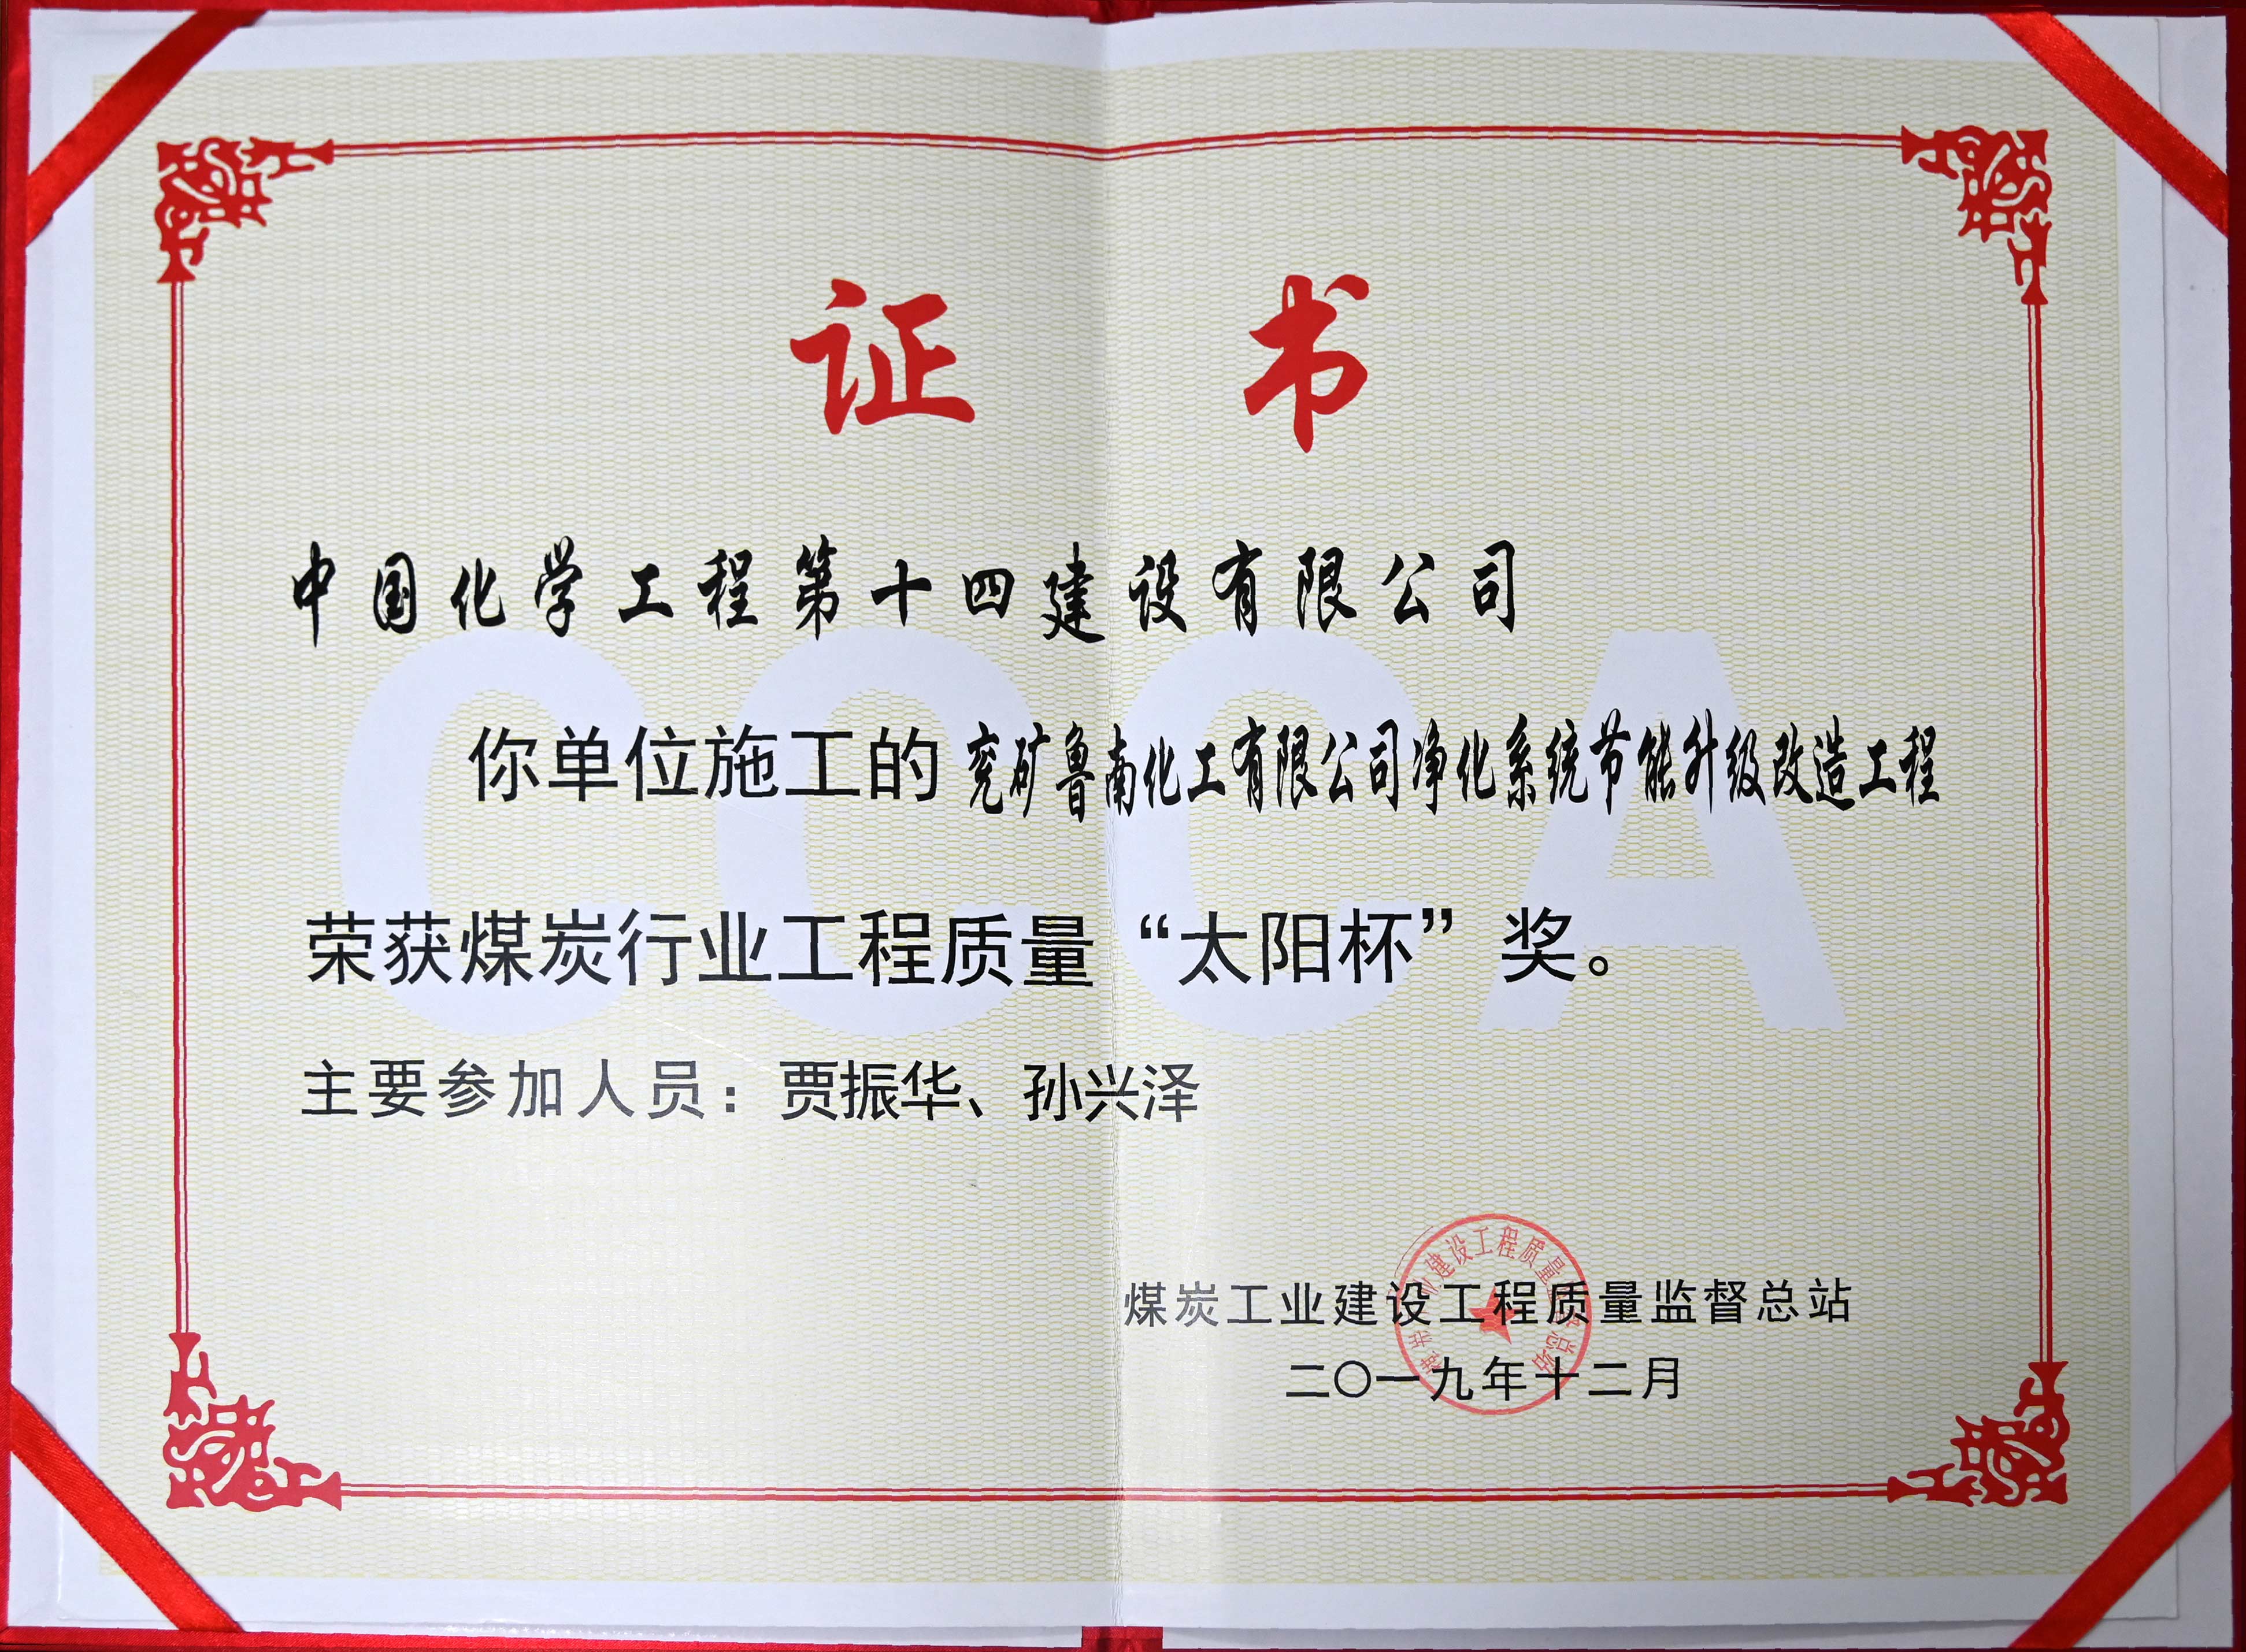 证书
中国化学工程第十四建设有限公司
你单位施工的兖矿鲁南化工有限公司净化系统节能升级改造工程
荣获煤炭行业工程质量“太阳杯”奖。
CCCA
主要参加人员：贾振华、孙兴泽
煤炭工业建设工程质量监督总站
二〇一九年十二月